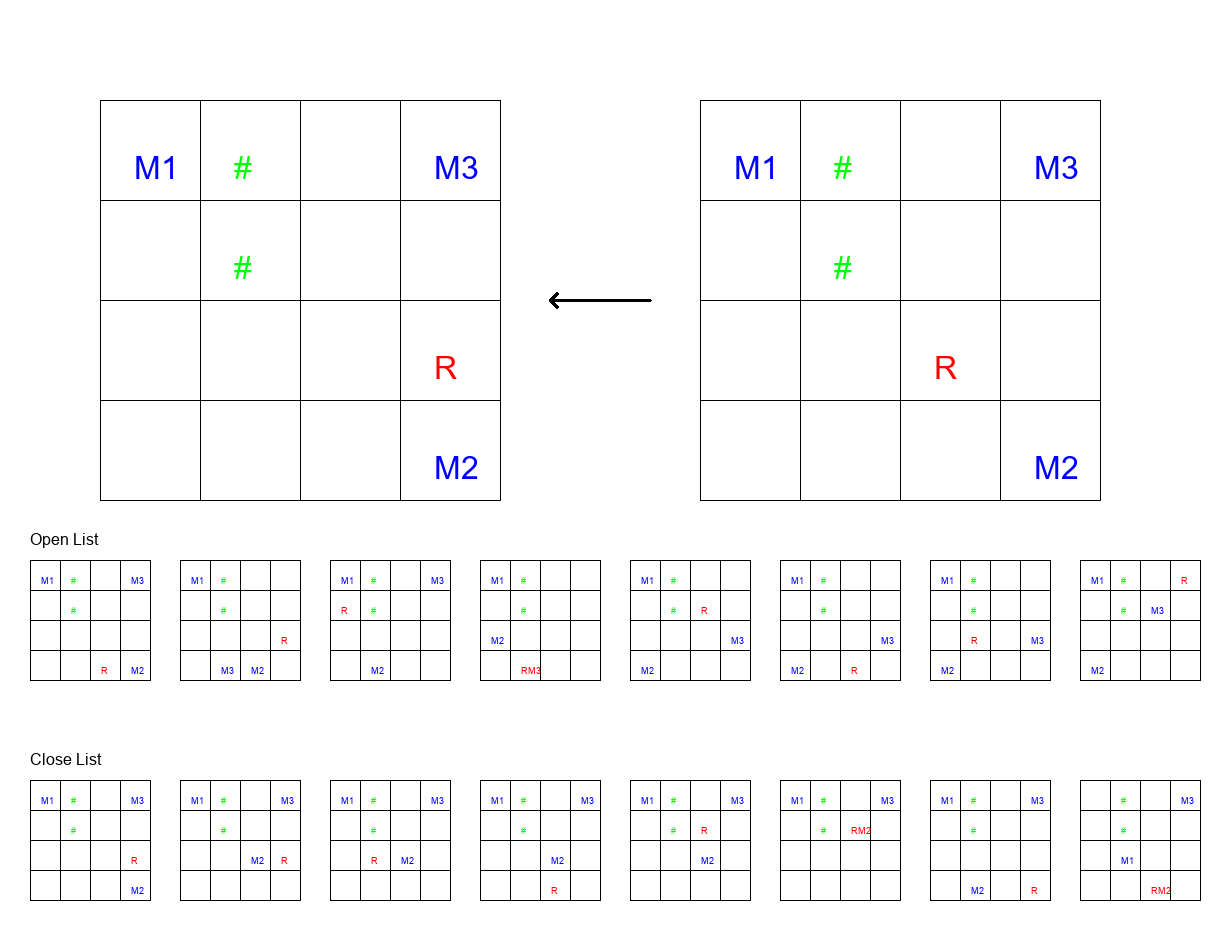 M1 # M3 M1 # M3
# #
R R
M2 M2
Open List
M1 # M3 M1 # M1 # M3 M1 # M1 # M1 # M1 # M1 # R
# # R # # # R # # # M3
R M2 M3 M3 R M3
R M2 M3 M2 M2 RM3 M2 M2 R M2 M2
Close List
M1 # M3 M1 # M3 M1 # M3 M1 # M3 M1 # M3 M1 # M3 M1 # M3 # M3
# # # # # R # RM2 # #
R M2 R R M2 M2 M2 M1
M2 R M2 R RM2